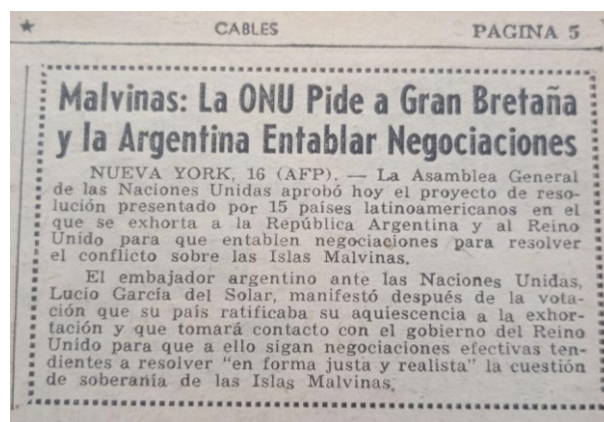 ★ CABLES PAGINA 5
Malvinas: La ONU Pide a Gran Bretaña
y la Argentina Entablar Negociaciones
NUEVA YORK, 16 (AFP). — La Asamblea General
de las Naciones Unidas aprobó hoy el proyecto de reso-
lución presentado por 15 países latinoamericanos en el
que se exhorta a la República Argentina y al Reino
Unido para que entablen negociaciones para resolver
el conflicto sobre las Islas Malvinas.
El embajador argentino ante las Naciones Unidas,
Lucio García del Solar, manifestó después de la vota-
ción que su país ratificaba su aquiescencia a la exhor-
tación y que tomará contacto con el gobierno del Reino
Unido para que a ello sigan negociaciones efectivas ten-
dientes a resolver "en forma justa y realista" la cuestión
de soberanía de las Islas Malvinas.